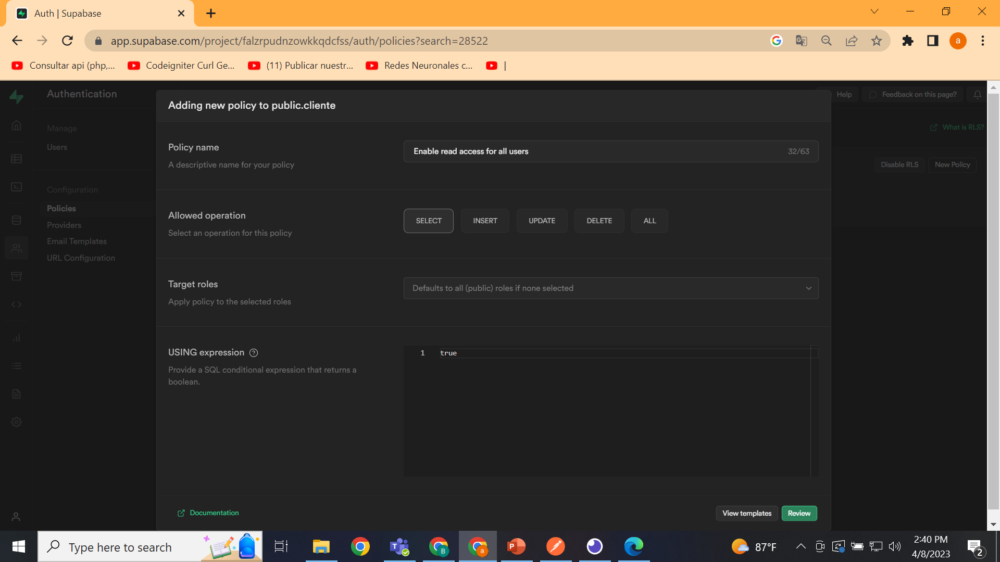 Auth | Supabase
app.supabase.com/project/falzrpudnzowkkqdcfss/auth/policies?search=28522
a
Consultar api (php,... Codeigniter Curl Ge... (11) Publicar nuestr... Redes Neuronales c... |
Authentication
Help
Feedback on this page?
Manage
Users
Configuration
Policies
Providers
Email Templates
URL Configuration
What is RLS?
Disable RLS
New Policy
Adding new policy to public.cliente
Policy name
A descriptive name for your policy
Enable read access for all users
32/63
Allowed operation
Select an operation for this policy
SELECT INSERT UPDATE DELETE ALL
Target roles
Apply policy to the selected roles
Defaults to all (public) roles if none selected
USING expression ?
Provide a SQL conditional expression that returns a
boolean.
1 true
Documentation
View templates
Review
Type here to search
T
B
a
P
87°F
2:40 PM
4/8/2023
2